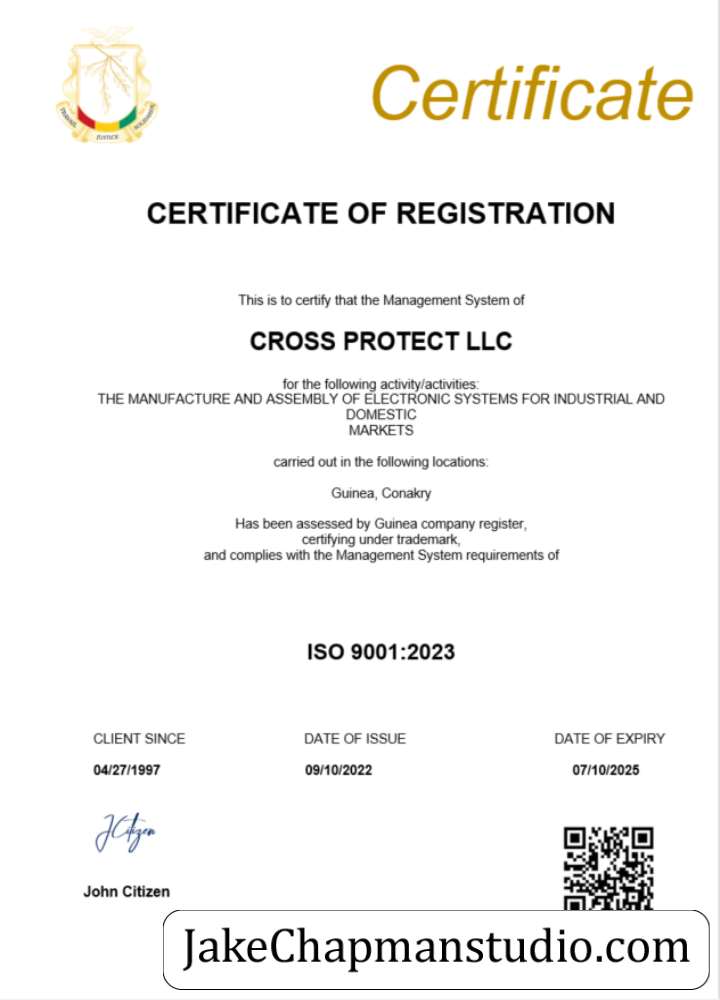 Certificate
TRAVAIL JUSTICE SOLIDARITE
CERTIFICATE OF REGISTRATION
This is to certify that the Management System of
CROSS PROTECT LLC
for the following activity/activities:
THE MANUFACTURE AND ASSEMBLY OF ELECTRONIC SYSTEMS FOR INDUSTRIAL AND
DOMESTIC
MARKETS
carried out in the following locations:
Guinea, Conakry
Has been assessed by Guinea company register,
certifying under trademark,
and complies with the Management System requirements of
ISO 9001:2023
CLIENT SINCE DATE OF ISSUE DATE OF EXPIRY
04/27/1997 09/10/2022 07/10/2025
JCitizen
John Citizen
JakeChapmanstudio.com